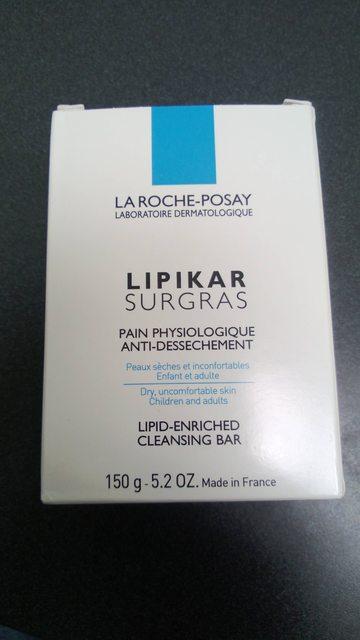 LA ROCHE-POSAY
LABORATOIRE DERMATOLOGIQUE
LIPIKAR
SURGRAS
PAIN PHYSIOLOGIQUE
ANTI-DESSECHEMENT
Peaux sèches et inconfortables
Enfant et adulte
Dry, uncomfortable skin
Children and adults
LIPID-ENRICHED
CLEANSING BAR
150 g - 5.2 OZ. Made in France